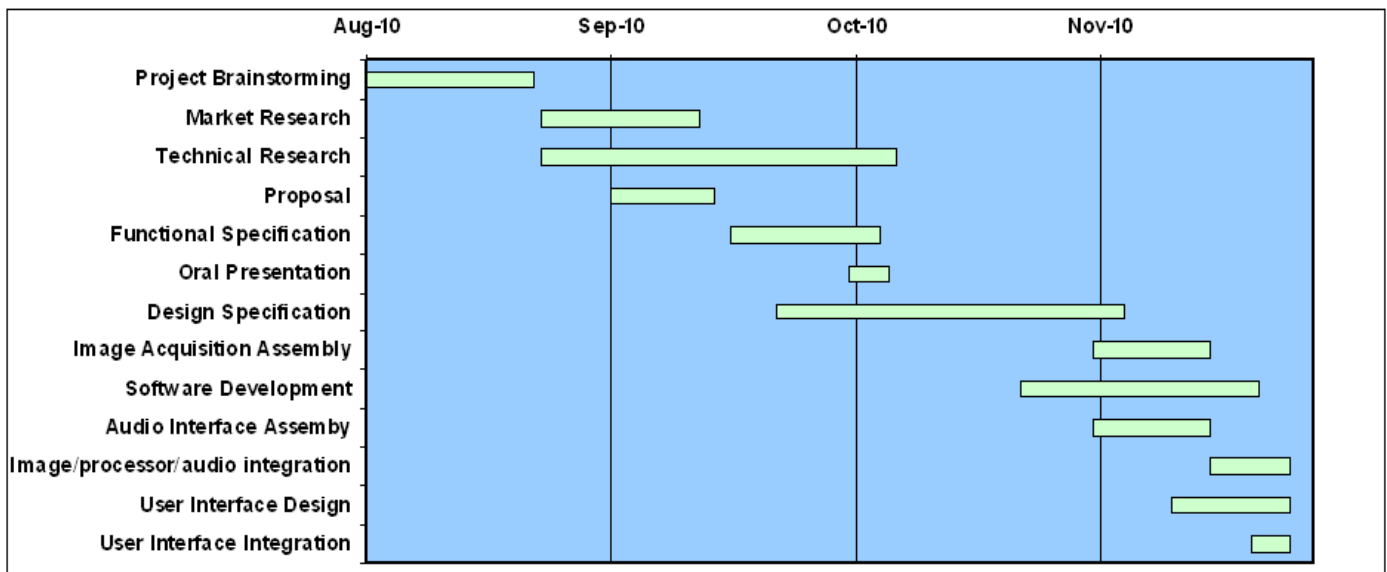 Aug-10 Sep-10 Oct-10 Nov-10
Project Brainstorming
Market Research
Technical Research
Proposal
Functional Specification
Oral Presentation
Design Specification
Image Acquisition Assembly
Software Development
Audio Interface Assemby
Image/processor/audio integration
User Interface Design
User Interface Integration